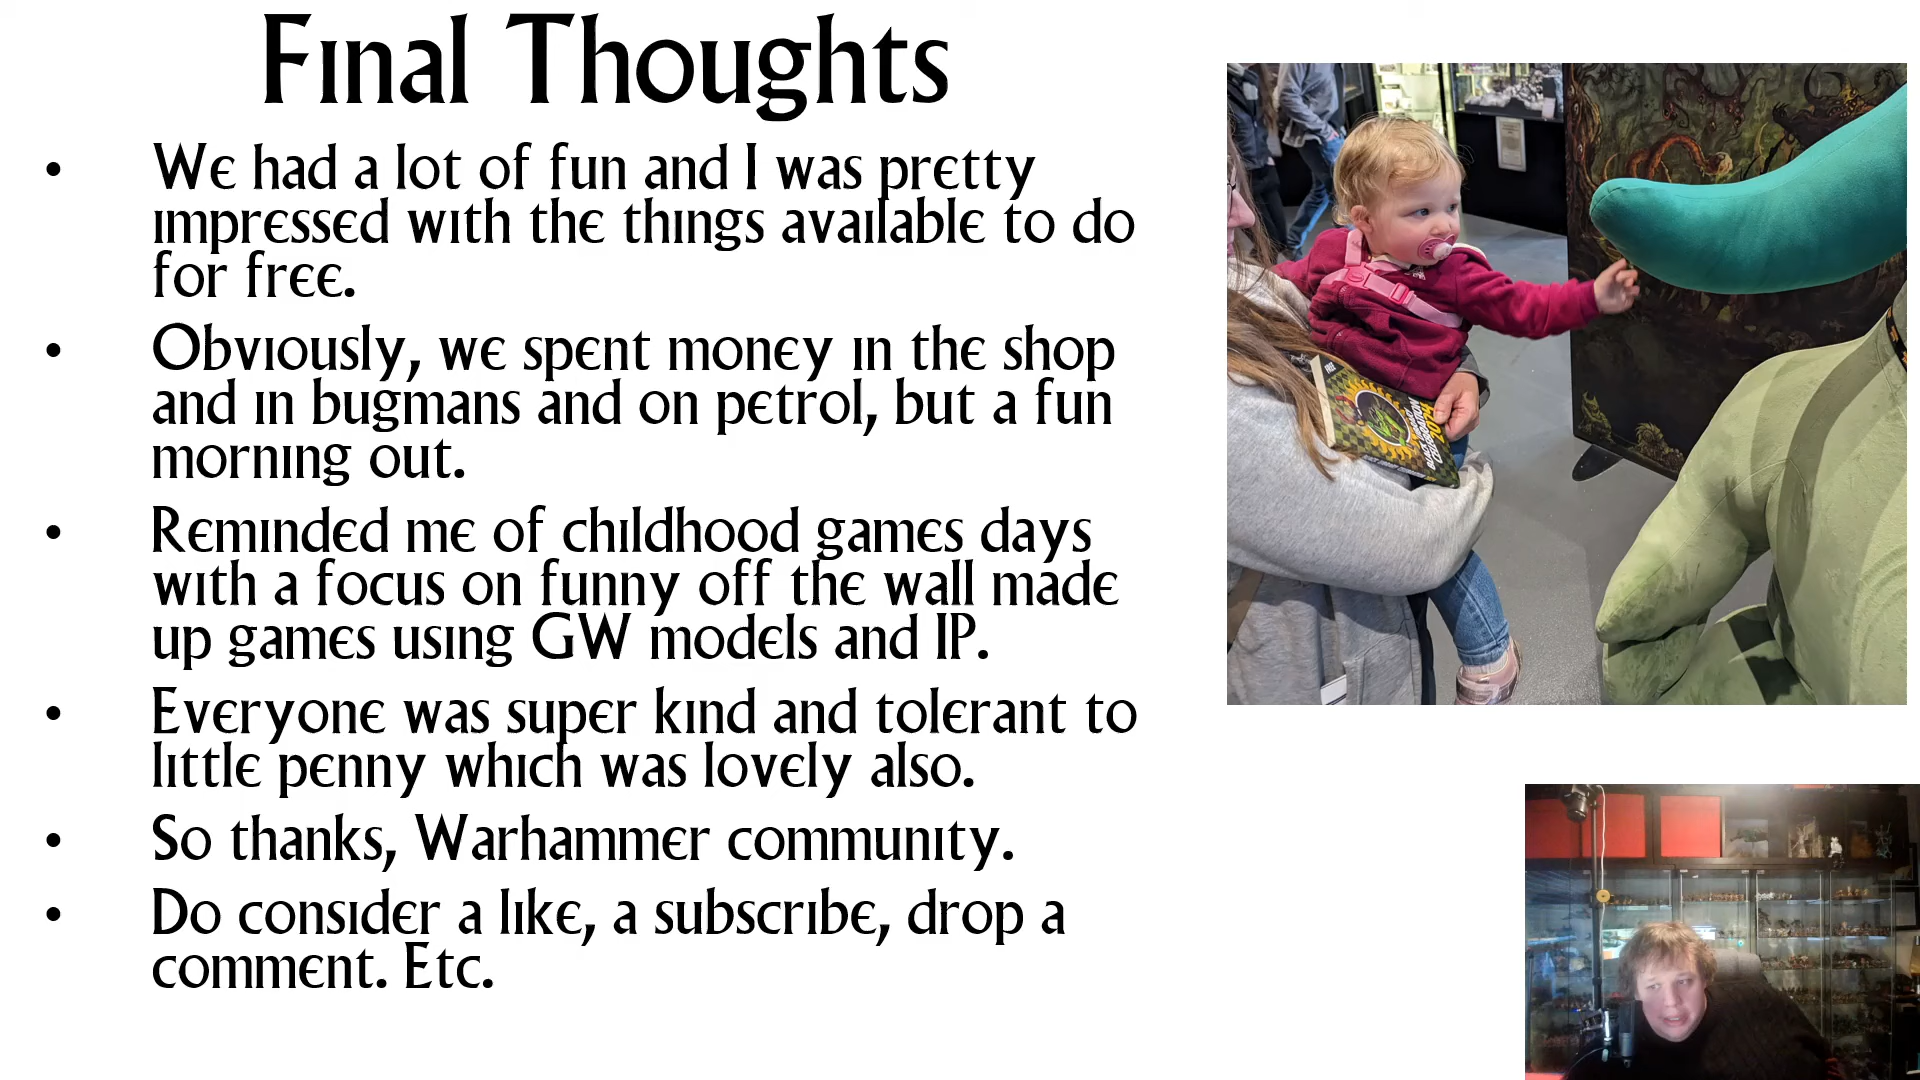 Final Thoughts
• We had a lot of fun and I was pretty
impressed with the things available to do
for free.
• Obviously, we spent money in the shop
and in bugmans and on petrol, but a fun
morning out.
• Reminded me of childhood games days
with a focus on funny off the wall made
up games using GW models and IP.
• Everyone was super kind and tolerant to
little penny which was lovely also.
• So thanks, Warhammer community.
• Do consider a like, a subscribe, drop a
comment. Etc.
FREE
CELEBRATION